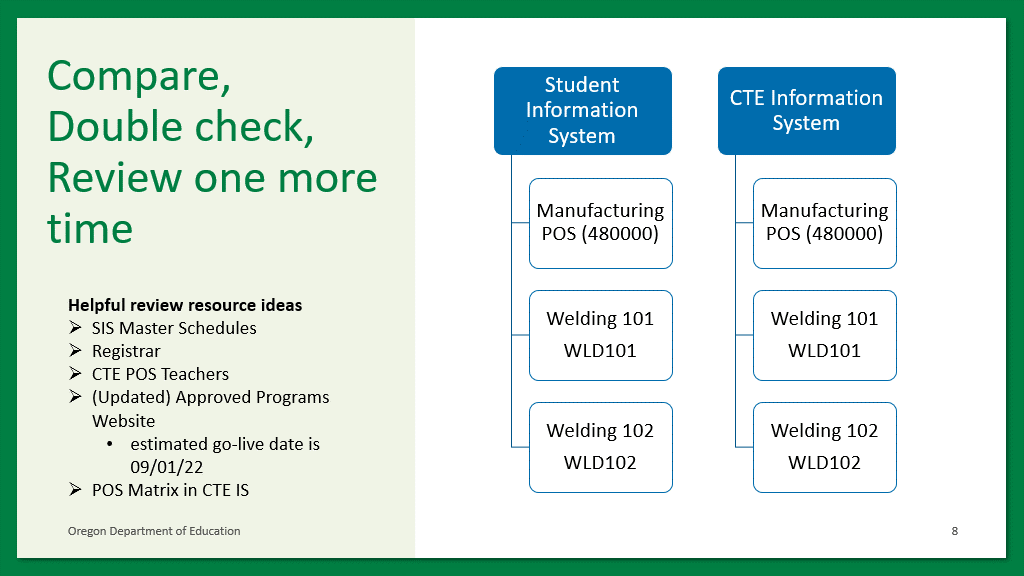 Compare,
Double check,
Review one more
time
Helpful review resource ideas
➢ SIS Master Schedules
➢ Registrar
➢ CTE POS Teachers
➢ (Updated) Approved Programs
Website
• estimated go-live date is
09/01/22
➢ POS Matrix in CTE IS
Oregon Department of Education
Student
Information
System
Manufacturing
POS (480000)
Welding 101
WLD101
Welding 102
WLD102
CTE Information
System
Manufacturing
POS (480000)
Welding 101
WLD101
Welding 102
WLD102
8